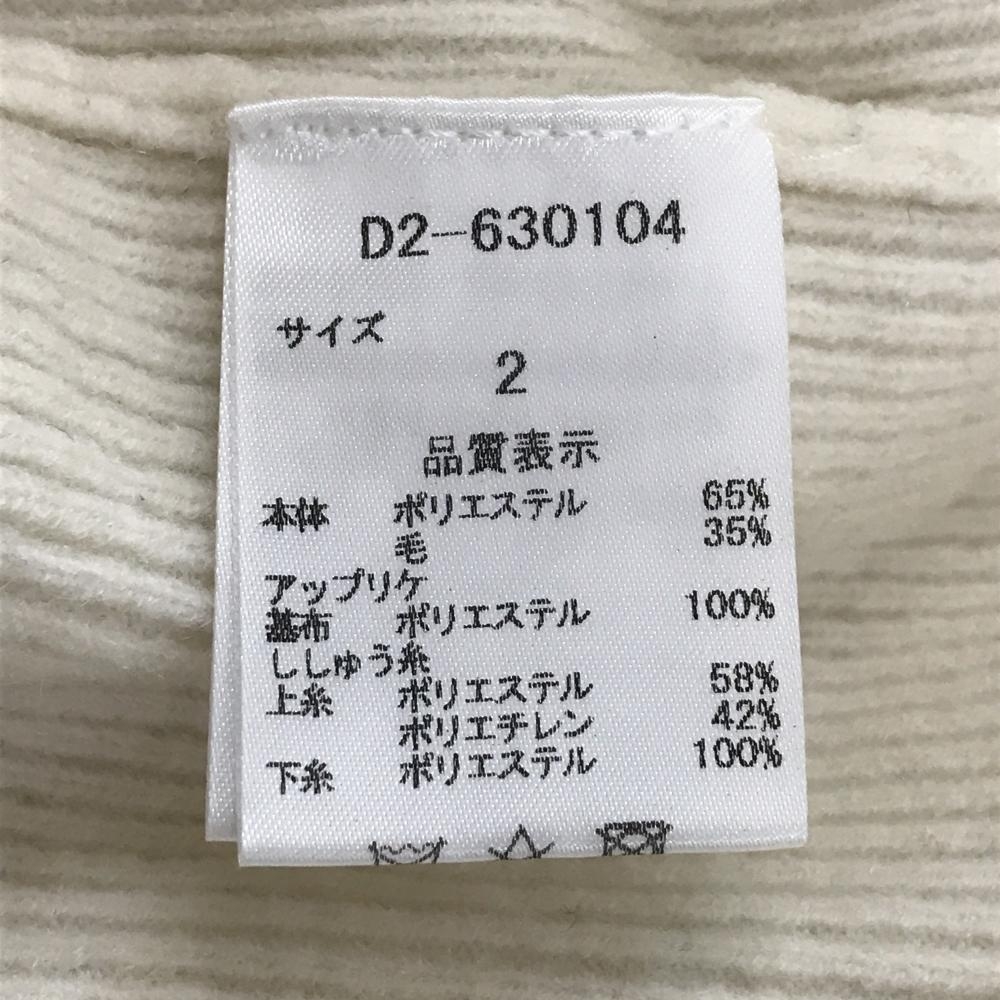 D2-630104
サイズ
2
品質表示
本体 ポリエステル 65%
毛 35%
アップリケ
基布 ポリエステル 100%
ししゅう糸
上糸 ポリエステル 58%
ポリエチレン 42%
下糸 ポリエステル 100%